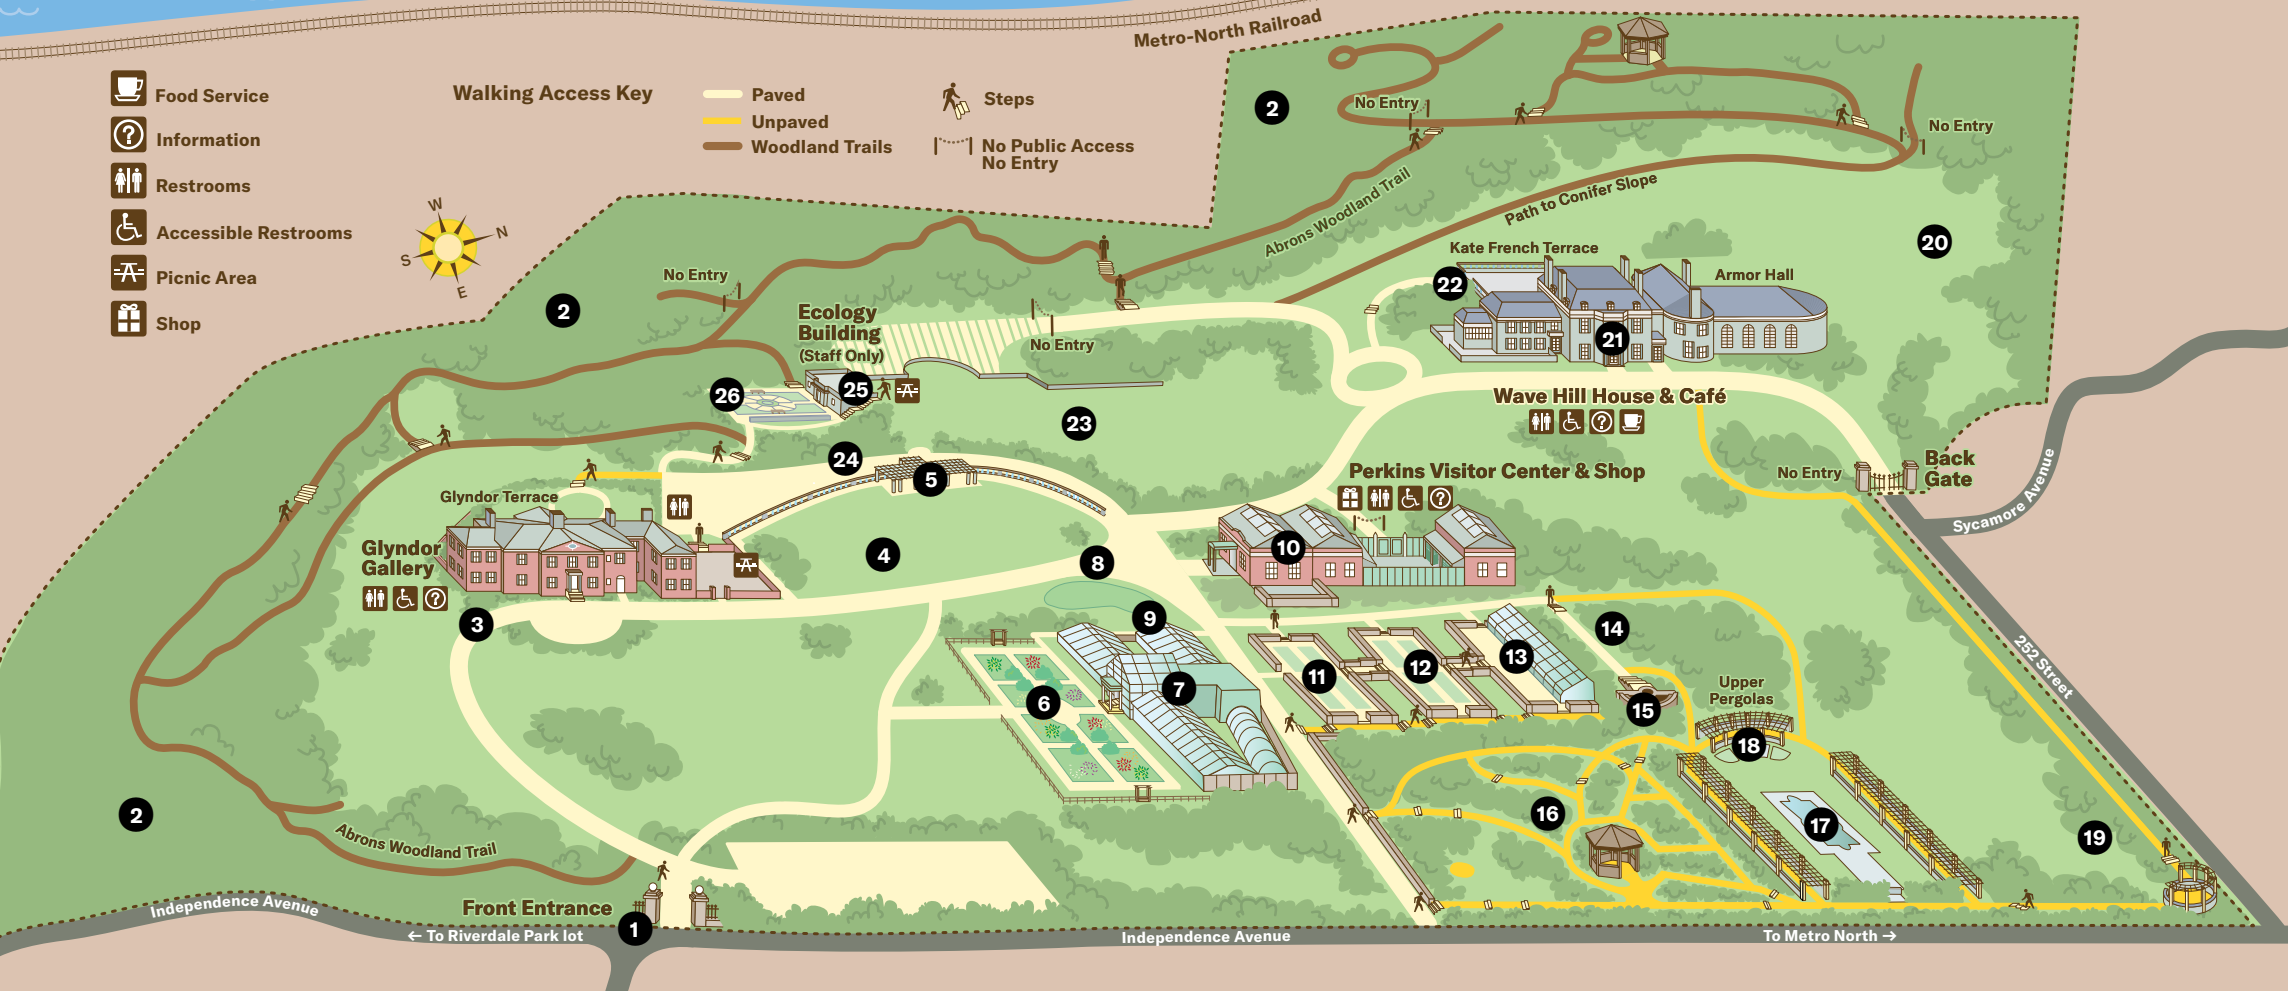 Metro-North Railroad
Food Service
Information
Restrooms
Accessible Restrooms
Picnic Area
Shop
Walking Access Key
Paved
Unpaved
Woodland Trails
Steps
No Public Access
No Entry
W
N
S
E
2
No Entry
No Entry
Abrons Woodland Trail
Path to Conifer Slope
20
Kate French Terrace
Armor Hall
22
21
Wave Hill House & Café
No Entry
2
Ecology
Building
(Staff Only)
No Entry
25
26
23
24
5
Back
Gate
No Entry
Sycamore Avenue
252 Street
Perkins Visitor Center & Shop
10
Glyndor Terrace
Glyndor
Gallery
3
4
8
9
14
13
12
11
7
6
15
Upper
Pergolas
18
17
16
19
2
Abrons Woodland Trail
Front Entrance
1
Independence Avenue
← To Riverdale Park lot
Independence Avenue
To Metro North →